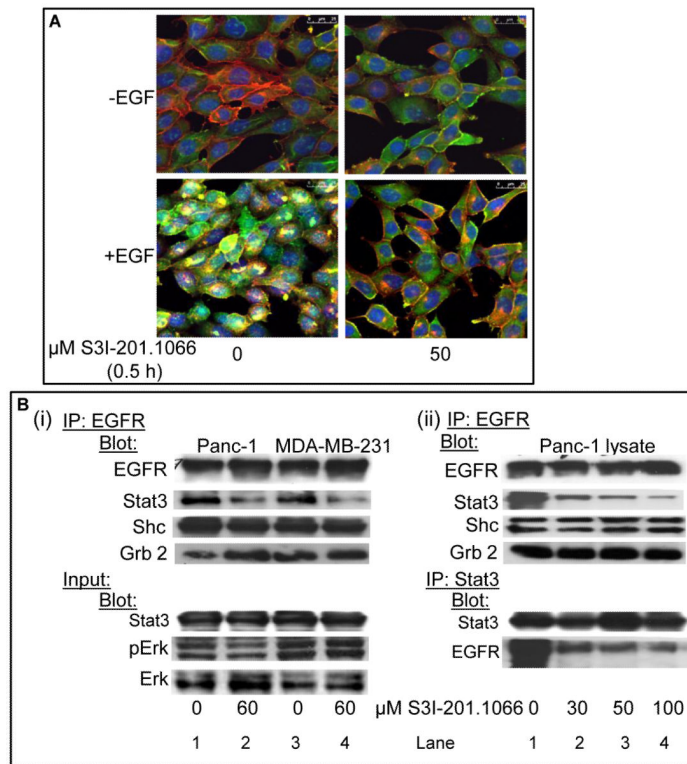 A
-EGF
+EGF
µM S3I-201.1066 0 50
(0.5 h)
B
(i) IP: EGFR
Blot: Panc-1 MDA-MB-231
EGFR
Stat3
Shc
Grb 2
Input:
Blot:
Stat3
pErk
Erk
0 60 0 60
1 2 3 4
(ii) IP: EGFR
Blot: Panc-1 lysate
EGFR
Stat3
Shc
Grb 2
IP: Stat3
Blot:
Stat3
EGFR
µM S3I-201.1066 0 30 50 100
Lane 1 2 3 4